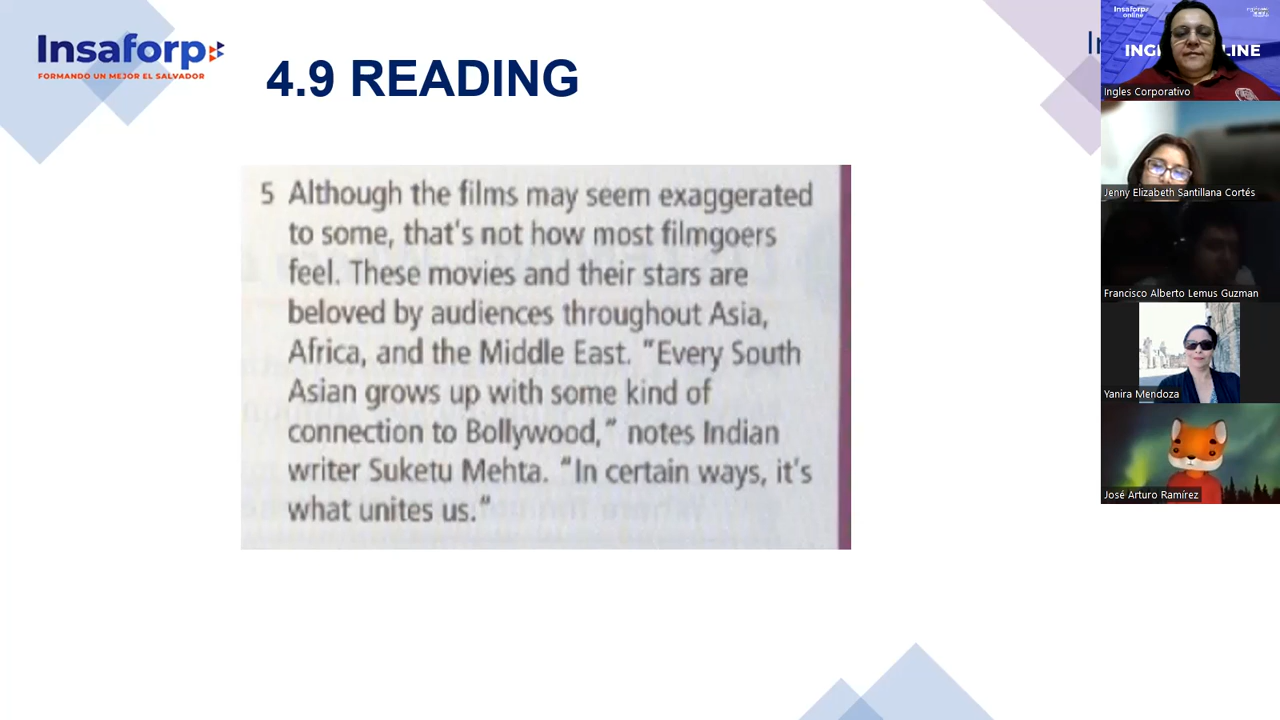 Insaforp
FORMANDO UN MEJOR EL SALVADOR
4.9 READING
5 Although the films may seem exaggerated
to some, that's not how most filmgoers
feel. These movies and their stars are
beloved by audiences throughout Asia,
Africa, and the Middle East. "Every South
Asian grows up with some kind of
connection to Bollywood," notes Indian
writer Suketu Mehta. "In certain ways, it's
what unites us."
Insaforp
online
Ingles Corporativo
Jenny Elizabeth Santillana Cortés
Francisco Alberto Lemus Guzman
Yanira Mendoza
José Arturo Ramírez